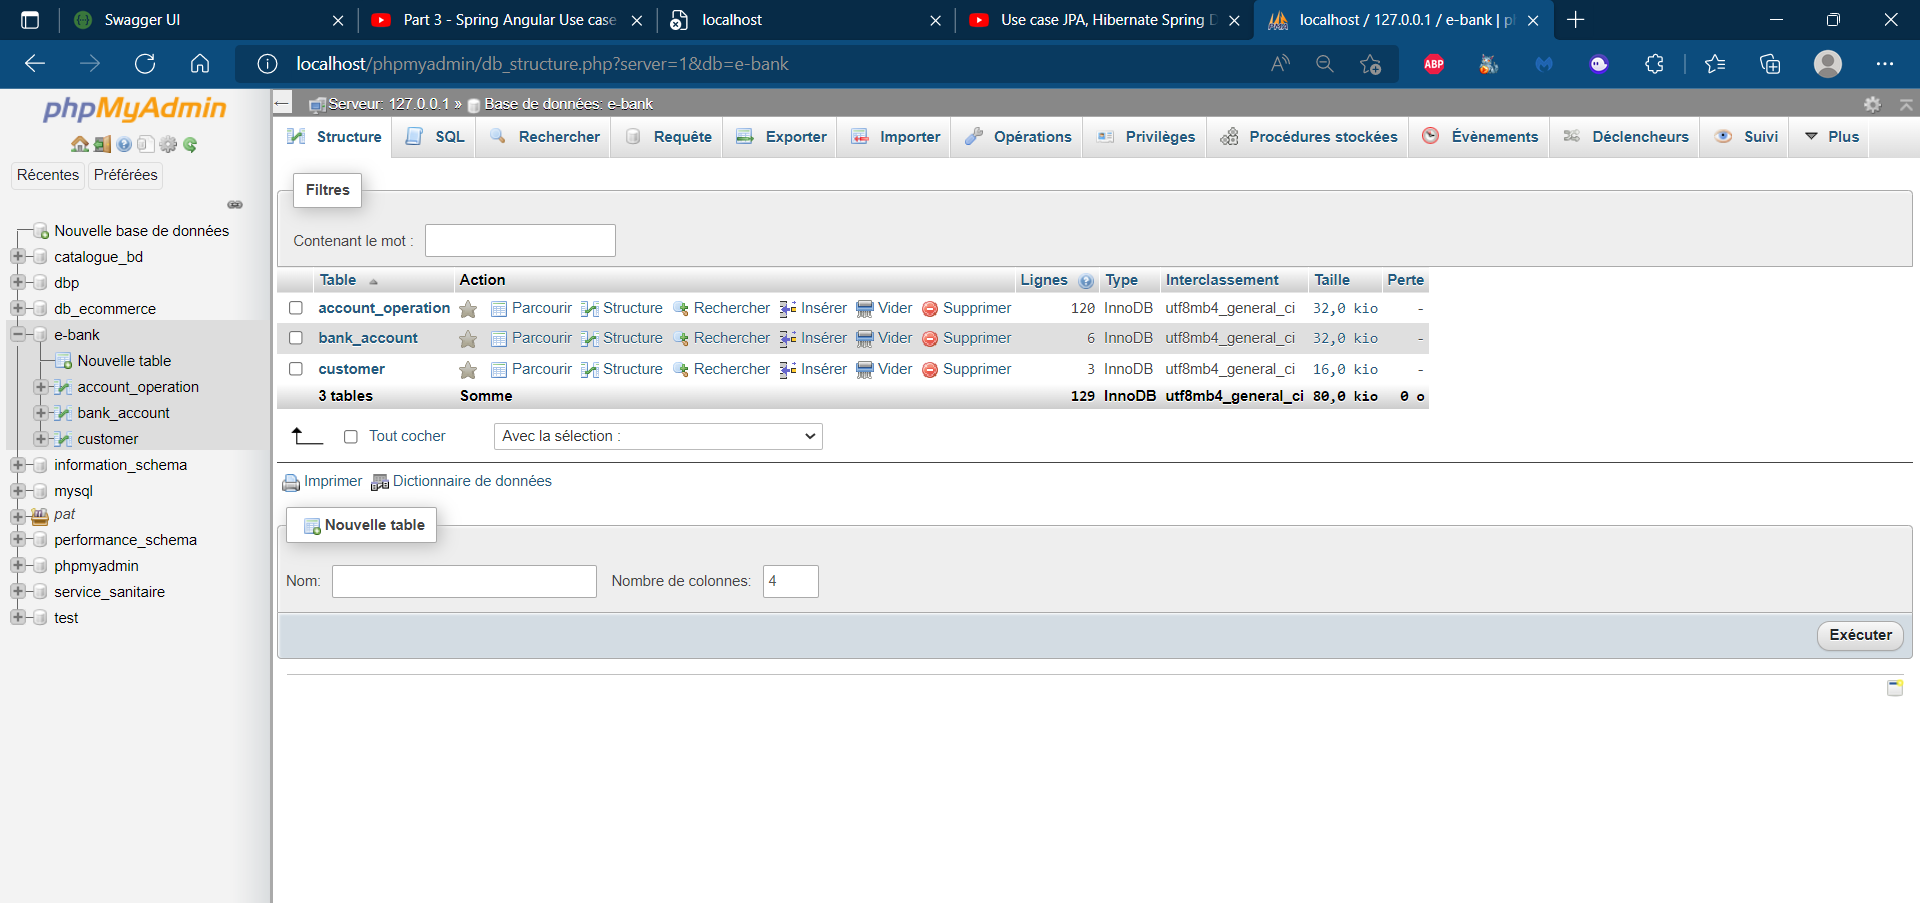 Swagger UI
Part 3 - Spring Angular Use case
localhost
Use case JPA, Hibernate Spring D
localhost / 127.0.0.1 / e-bank | p
localhost/phpmyadmin/db_structure.php?server=1&db=e-bank
ABP
phpMyAdmin
Récentes Préférées
Nouvelle base de données
catalogue_bd
dbp
db_ecommerce
e-bank
Nouvelle table
account_operation
bank_account
customer
information_schema
mysql
pat
performance_schema
phpmyadmin
service_sanitaire
test
Serveur: 127.0.0.1 » Base de données: e-bank
Structure SQL Rechercher Requête Exporter Importer Opérations Privilèges Procédures stockées Évènements Déclencheurs Suivi Plus
Filtres
Contenant le mot :
Table Action Lignes Type Interclassement Taille Perte
account_operation Parcourir Structure Rechercher Insérer Vider Supprimer 120 InnoDB utf8mb4_general_ci 32,0 kio -
bank_account Parcourir Structure Rechercher Insérer Vider Supprimer 6 InnoDB utf8mb4_general_ci 32,0 kio -
customer Parcourir Structure Rechercher Insérer Vider Supprimer 3 InnoDB utf8mb4_general_ci 16,0 kio -
3 tables Somme 129 InnoDB utf8mb4_general_ci 80,0 kio 0 o
Tout cocher Avec la sélection :
Imprimer Dictionnaire de données
Nouvelle table
Nom: Nombre de colonnes: 4
Exécuter